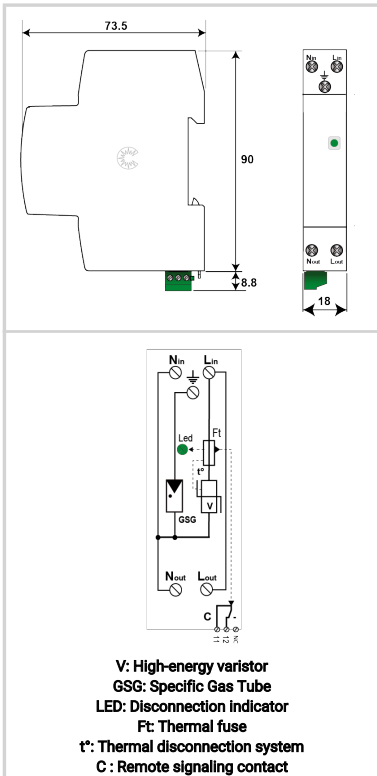 73.5
90
8.8
Nin Lin
Nout Lout
18
Nin Lin
Led
Ft
t°
V
GSG
Nout Lout
C
11 12 NC
V: High-energy varistor
GSG: Specific Gas Tube
LED: Disconnection indicator
Ft: Thermal fuse
t°: Thermal disconnection system
C : Remote signaling contact